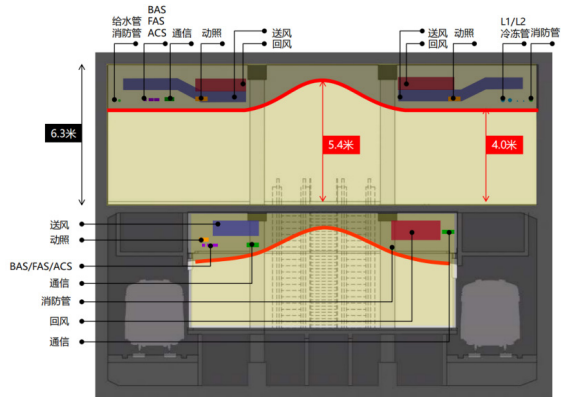 给水管
消防管
BAS
FAS
ACS
通信
动照
送风
回风
送风
回风
动照
L1/L2
冷冻管
消防管
6.3米
5.4米
4.0米
送风
动照
BAS/FAS/ACS
通信
消防管
回风
通信